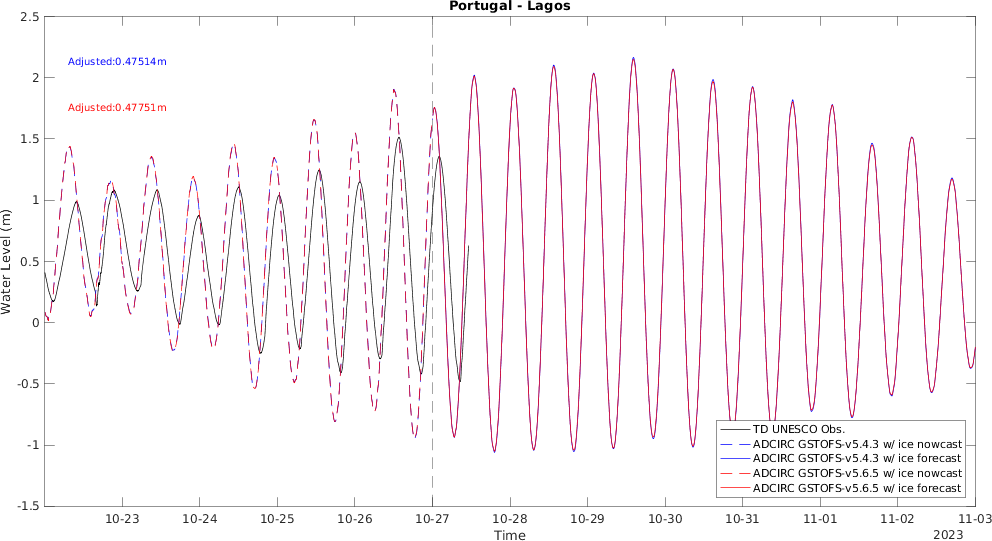 Portugal - Lagos
Adjusted:0.47514m
Adjusted:0.47751m
2.5
2
1.5
1
0.5
0
-0.5
-1
-1.5
Water Level (m)
TD UNESCO Obs.
ADCIRC GSTOFS-v5.4.3 w/ ice nowcast
ADCIRC GSTOFS-v5.4.3 w/ ice forecast
ADCIRC GSTOFS-v5.6.5 w/ ice nowcast
ADCIRC GSTOFS-v5.6.5 w/ ice forecast
10-23 10-24 10-25 10-26 10-27 10-28 10-29 10-30 10-31 11-01 11-02 11-03
Time
2023